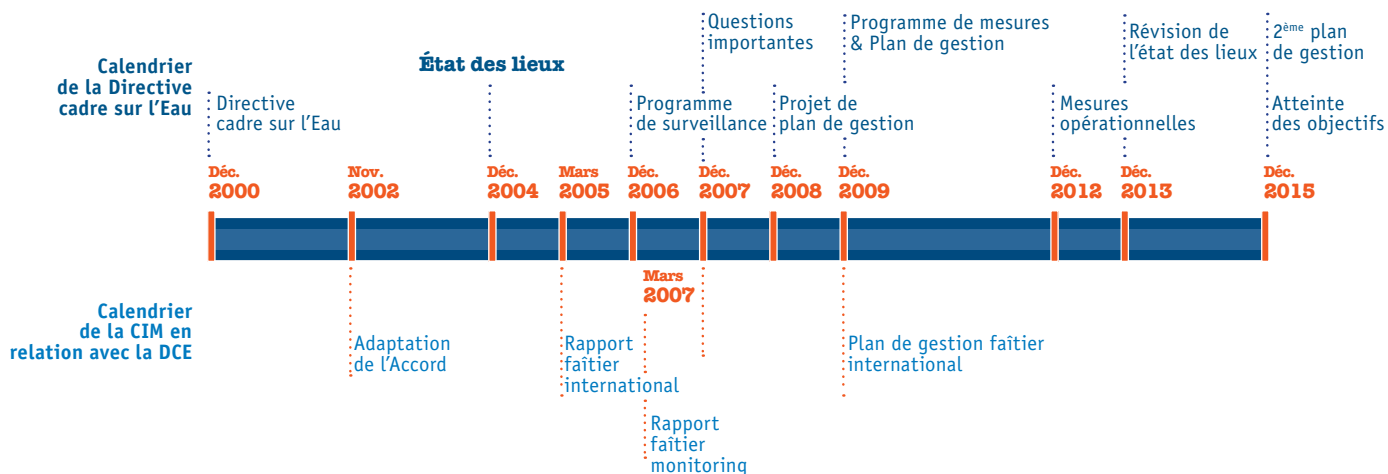 Questions
importantes
Programme de mesures
& Plan de gestion
Révision de
l’état des lieux
2ème plan
de gestion
Calendrier
de la Directive
cadre sur l’Eau
État des lieux
Directive
cadre sur l’Eau
Programme
de surveillance
Projet de
plan de gestion
Mesures
opérationnelles
Atteinte
des objectifs
Déc.
2000
Nov.
2002
Déc.
2004
Mars
2005
Déc.
2006
Déc.
2007
Déc.
2008
Déc.
2009
Déc.
2012
Déc.
2013
Déc.
2015
Mars
2007
Calendrier
de la CIM en
relation avec la DCE
Adaptation
de l’Accord
Rapport
faîtier
international
Plan de gestion faîtier
international
Rapport
faîtier
monitoring